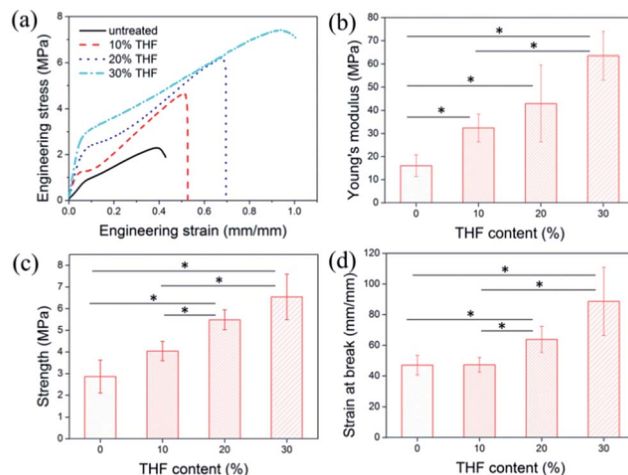 (a)
untreated
10% THF
20% THF
30% THF
Engineering stress (MPa)
8
6
4
2
0
0.0 0.2 0.4 0.6 0.8 1.0
Engineering strain (mm/mm)
(b)
Young's modulus (MPa)
80
70
60
50
40
30
20
10
0
* * * *
0 10 20 30
THF content (%)
(c)
Strength (MPa)
8
7
6
5
4
3
2
1
0
* * * *
0 10 20 30
THF content (%)
(d)
Strain at break (mm/mm)
120
100
80
60
40
20
0
* * * *
0 10 20 30
THF content (%)